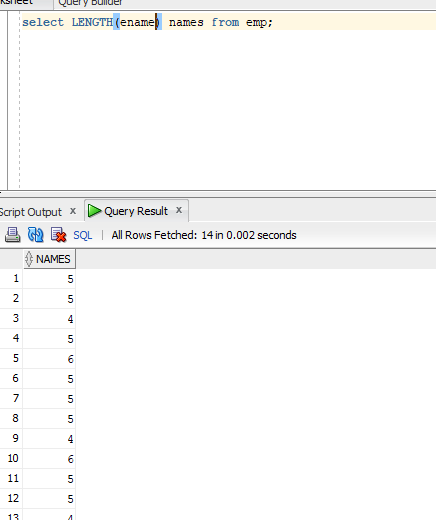 Query Builder
select LENGTH(ename) names from emp;
Script Output x Query Result x
SQL | All Rows Fetched: 14 in 0.002 seconds
NAMES
1 5
2 5
3 4
4 5
5 6
6 5
7 5
8 5
9 4
10 6
11 5
12 5
13 4